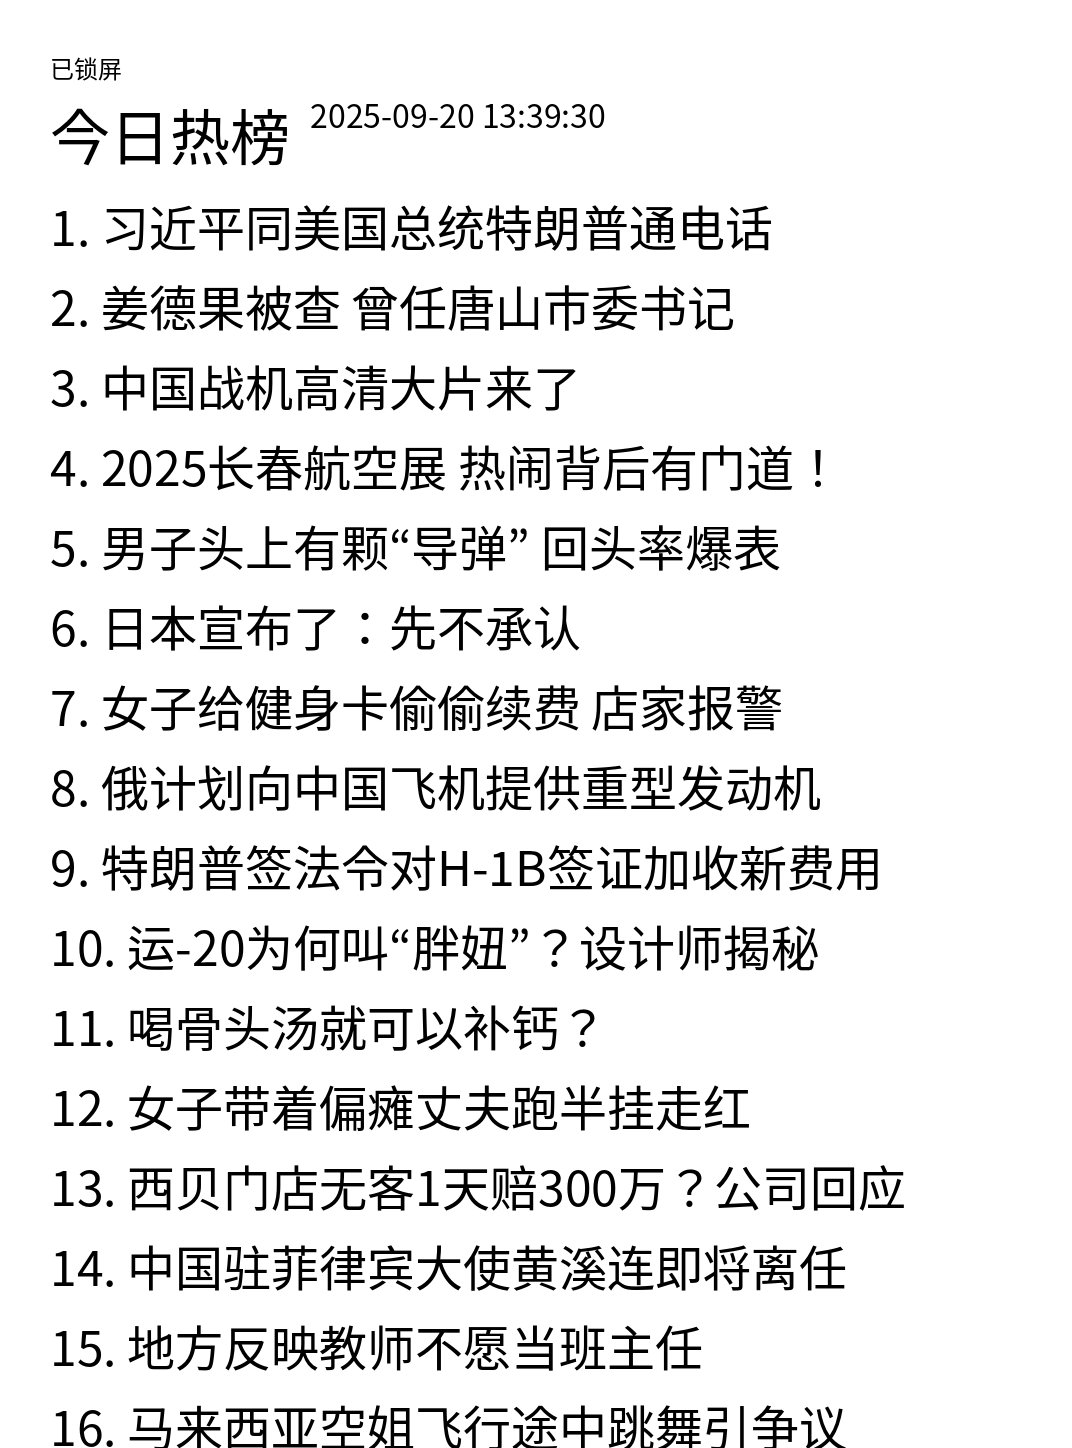 已锁屏
今日热榜 2025-09-20 13:39:30
1. 习近平同美国总统特朗普通电话
2. 姜德果被查 曾任唐山市委书记
3. 中国战机高清大片来了
4. 2025长春航空展 热闹背后有门道！
5. 男子头上有颗“导弹” 回头率爆表
6. 日本宣布了：先不承认
7. 女子给健身卡偷偷续费 店家报警
8. 俄计划向中国飞机提供重型发动机
9. 特朗普签法令对H-1B签证加收新费用
10. 运-20为何叫“胖妞”？设计师揭秘
11. 喝骨头汤就可以补钙？
12. 女子带着偏瘫丈夫跑半挂走红
13. 西贝门店无客1天赔300万？公司回应
14. 中国驻菲律宾大使黄溪连即将离任
15. 地方反映教师不愿当班主任
16. 马来西亚空姐飞行途中跳舞引争议